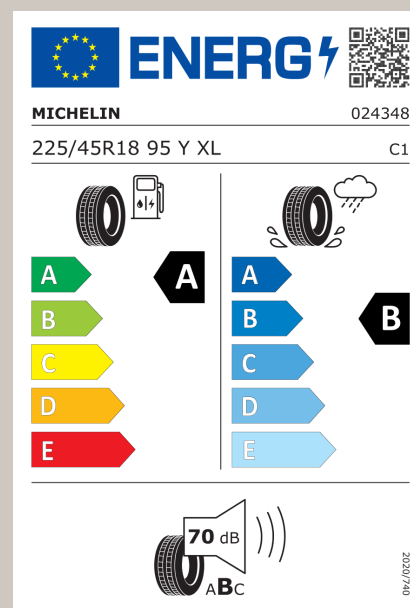 ENERG
MICHELIN 024348
225/45R18 95 Y XL C1
A A A
B B B
C C
D D
E E
70 dB
ABC
2020/740